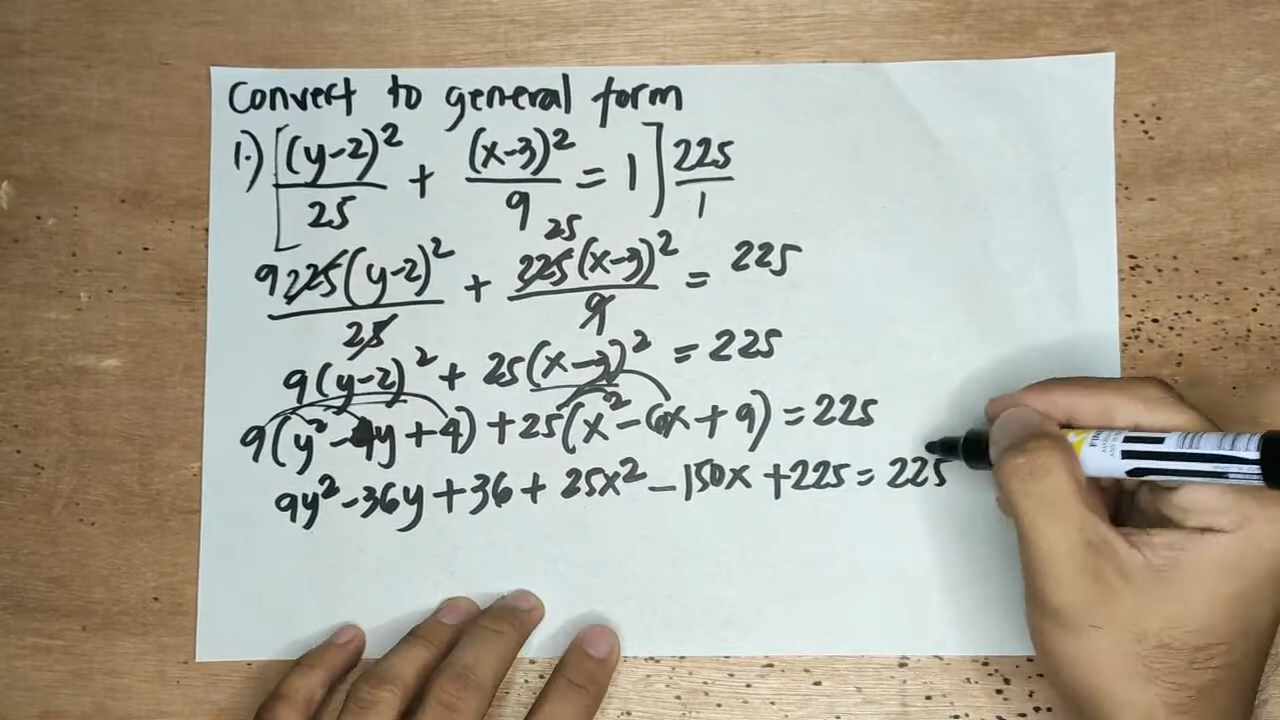 Convert to general form
1.) [(y-2)²/25 + (x-3)²/9 = 1] 225/1
9 225(y-2)²/25 + 25 225(x-3)²/9 = 225
9(y-2)² + 25(x-3)² = 225
9(y²-4y+4) + 25(x²-6x+9) = 225
9y²-36y+36+25x²-150x+225=225